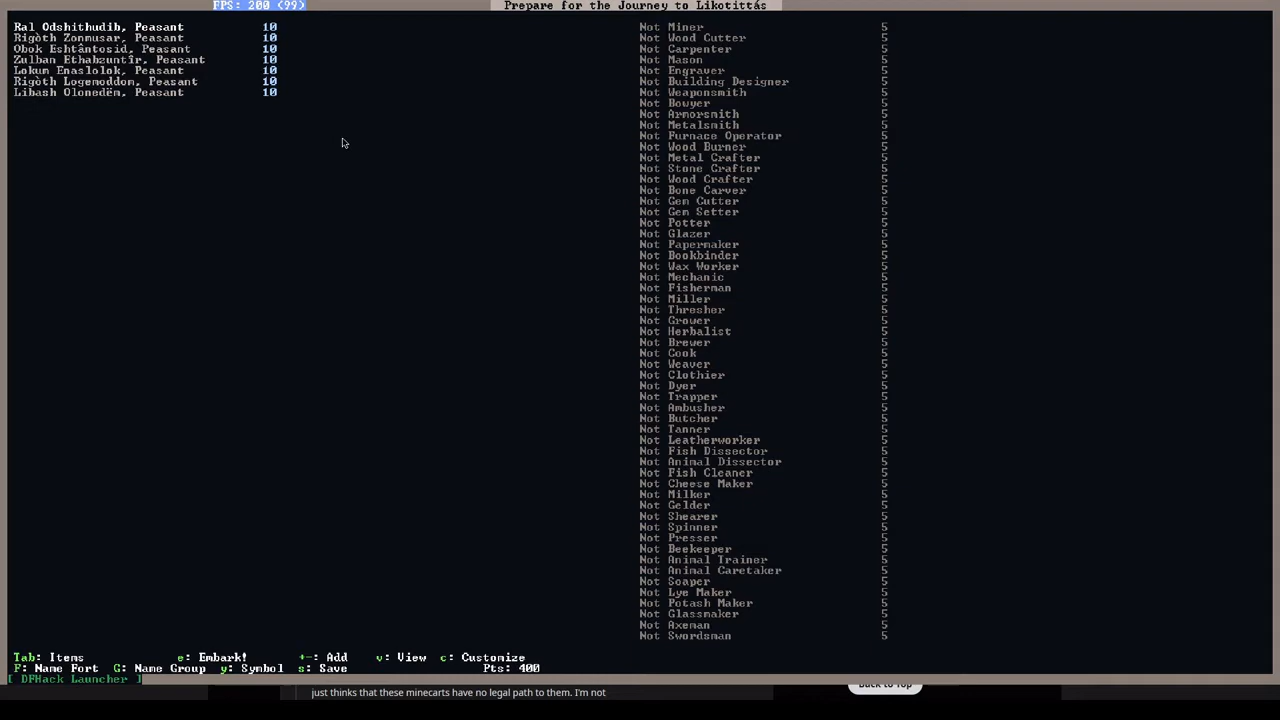 FPS: 200 (99)
Prepare for the Journey to Likotittás
Ral Odshithudib, Peasant 10
Rigòth Zonmusar, Peasant 10
Obok Eshtântosid, Peasant 10
Zulban Ethabzuntîr, Peasant 10
Lokum Enaslolok, Peasant 10
Rigòth Logemoddom, Peasant 10
Libash Olonedëm, Peasant 10
Not Miner 5
Not Wood Cutter 5
Not Carpenter 5
Not Mason 5
Not Engraver 5
Not Building Designer 5
Not Weaponsmith 5
Not Bowyer 5
Not Armorsmith 5
Not Metalsmith 5
Not Furnace Operator 5
Not Wood Burner 5
Not Metal Crafter 5
Not Stone Crafter 5
Not Wood Crafter 5
Not Bone Carver 5
Not Gem Cutter 5
Not Gem Setter 5
Not Potter 5
Not Glazer 5
Not Papermaker 5
Not Bookbinder 5
Not Wax Worker 5
Not Mechanic 5
Not Fisherman 5
Not Miller 5
Not Thresher 5
Not Grower 5
Not Herbalist 5
Not Brewer 5
Not Cook 5
Not Weaver 5
Not Clothier 5
Not Dyer 5
Not Trapper 5
Not Ambusher 5
Not Butcher 5
Not Tanner 5
Not Leatherworker 5
Not Fish Dissector 5
Not Animal Dissector 5
Not Fish Cleaner 5
Not Cheese Maker 5
Not Milker 5
Not Gelder 5
Not Shearer 5
Not Spinner 5
Not Presser 5
Not Beekeeper 5
Not Animal Trainer 5
Not Animal Caretaker 5
Not Soaper 5
Not Lye Maker 5
Not Potash Maker 5
Not Glassmaker 5
Not Axeman 5
Not Swordsman 5
Tab: Items e: Embark! +-: Add v: View c: Customize
F: Name Fort G: Name Group y: Symbol s: Save Pts: 400
[ DFHack Launcher ]
just thinks that these minecarts have no legal path to them. I'm not
Back to Top